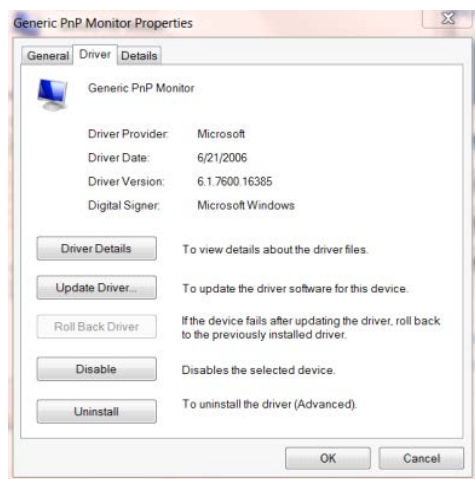 Generic PnP Monitor Properties
General Driver Details
Generic PnP Monitor
Driver Provider: Microsoft
Driver Date: 6/21/2006
Driver Version: 6.1.7600.16385
Digital Signer: Microsoft Windows
Driver Details To view details about the driver files.
Update Driver... To update the driver software for this device.
Roll Back Driver If the device fails after updating the driver, roll back
to the previously installed driver.
Disable Disables the selected device.
Uninstall To uninstall the driver (Advanced).
OK Cancel